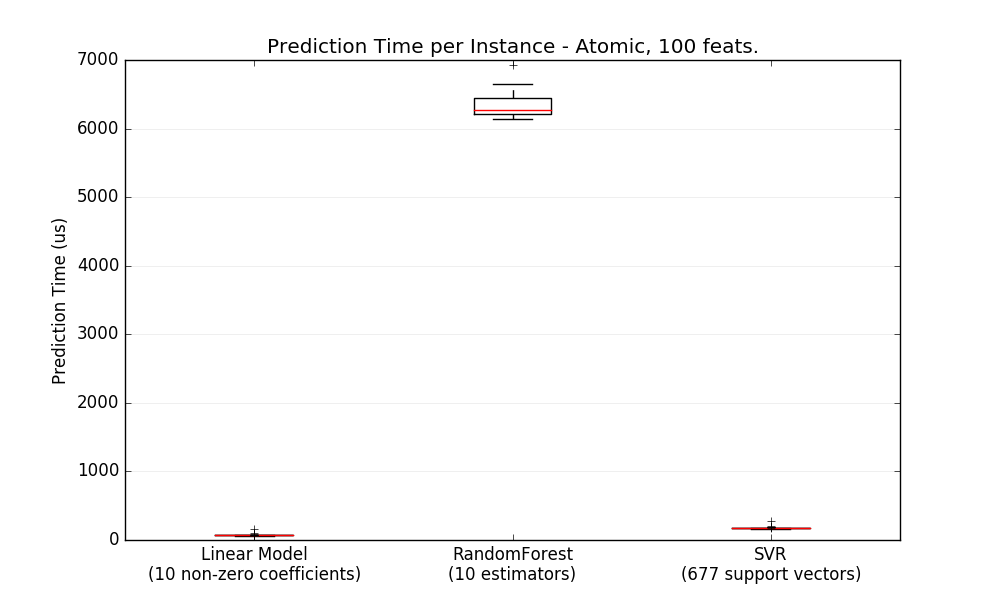 Prediction Time per Instance - Atomic, 100 feats.
7000
6000
5000
4000
3000
2000
1000
0
Prediction Time (us)
Linear Model
(10 non-zero coefficients)
RandomForest
(10 estimators)
SVR
(677 support vectors)